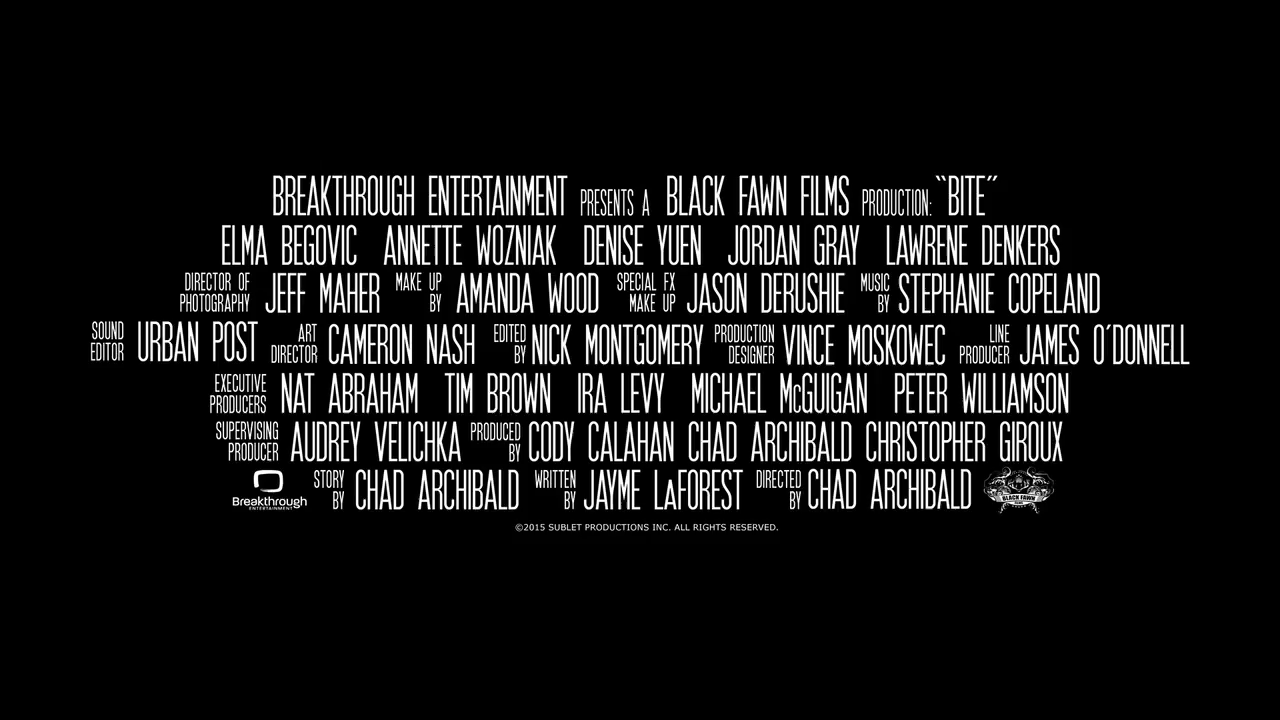 BREAKTHROUGH ENTERTAINMENT PRESENTS A BLACK FAWN FILMS PRODUCTION: "BITE"
ELMA BEGOVIC ANNETTE WOZNIAK DENISE YUEN JORDAN GRAY LAWRENE DENKERS
DIRECTOR OF PHOTOGRAPHY JEFF MAHER MAKE UP BY AMANDA WOOD SPECIAL FX MAKE UP JASON DERUSHIE MUSIC BY STEPHANIE COPELAND
SOUND EDITOR URBAN POST ART DIRECTOR CAMERON NASH EDITED BY NICK MONTGOMERY PRODUCTION DESIGNER VINCE MOSKOWEC LINE PRODUCER JAMES O'DONNELL
EXECUTIVE PRODUCERS NAT ABRAHAM TIM BROWN IRA LEVY MICHAEL McGUIGAN PETER WILLIAMSON
SUPERVISING PRODUCER AUDREY VELICHKA PRODUCED BY CODY CALAHAN CHAD ARCHIBALD CHRISTOPHER GIROUX
Breakthrough ENTERTAINMENT STORY BY CHAD ARCHIBALD WRITTEN BY JAYME LaFOREST DIRECTED BY CHAD ARCHIBALD BLACK FAWN
©2015 SUBLET PRODUCTIONS INC. ALL RIGHTS RESERVED.